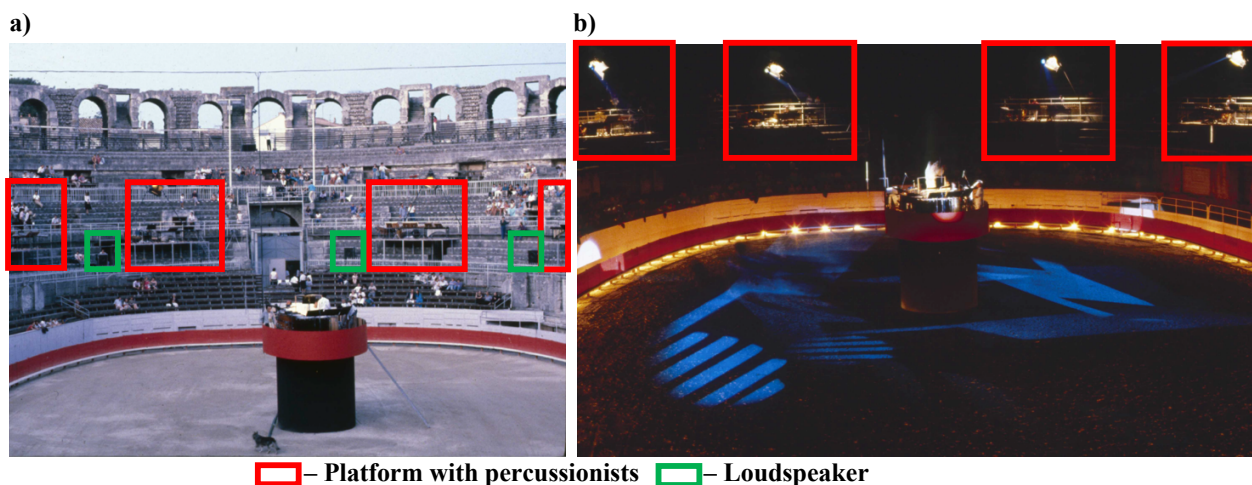 a)
b)
– Platform with percussionists – Loudspeaker